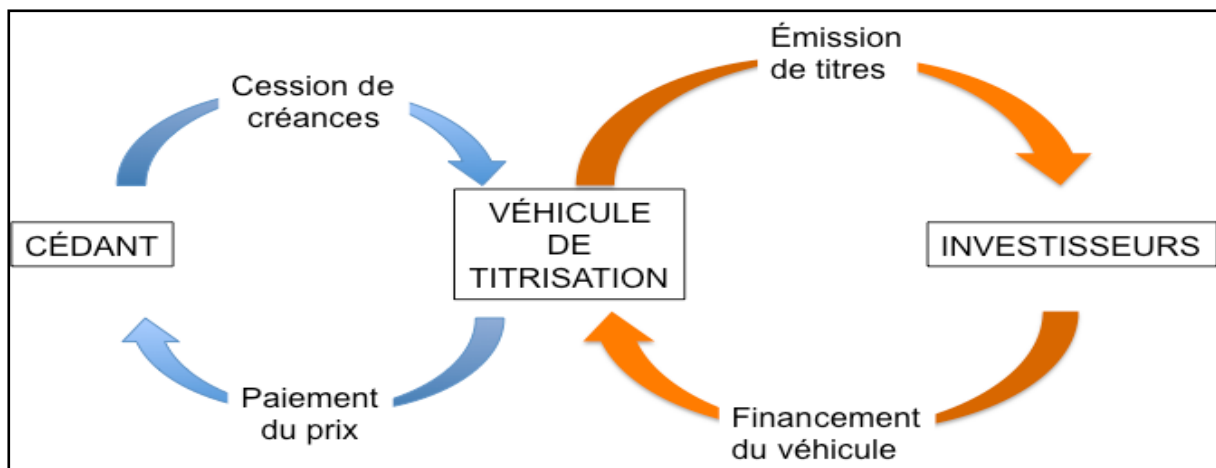 Émission
de titres
Cession de
créances
CÉDANT
VÉHICULE
DE
TITRISATION
INVESTISSEURS
Paiement
du prix
Financement
du véhicule